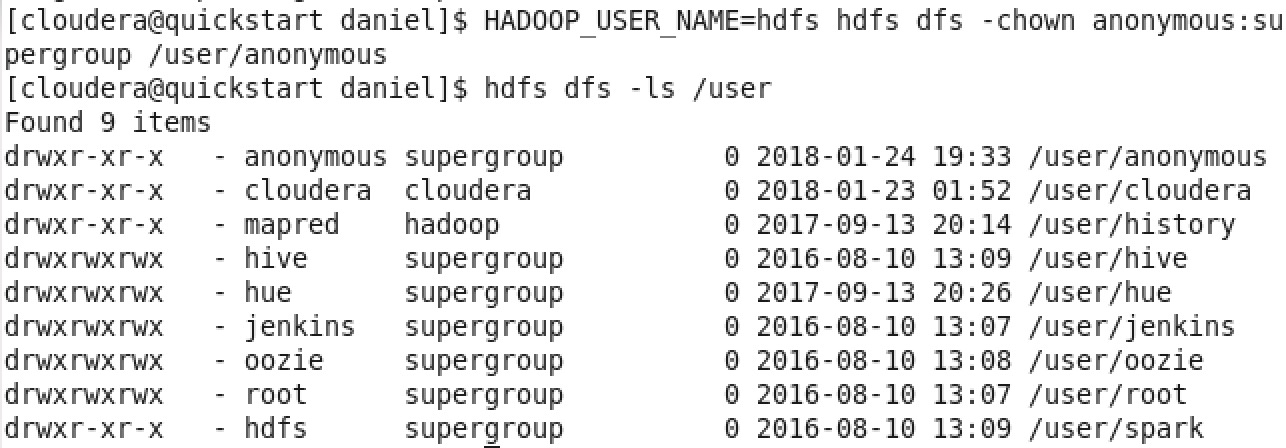 [cloudera@quickstart daniel]$ HADOOP_USER_NAME=hdfs hdfs dfs -chown anonymous:su
pergroup /user/anonymous
[cloudera@quickstart daniel]$ hdfs dfs -ls /user
Found 9 items
drwxr-xr-x   - anonymous supergroup          0 2018-01-24 19:33 /user/anonymous
drwxr-xr-x   - cloudera  cloudera            0 2018-01-23 01:52 /user/cloudera
drwxr-xr-x   - mapred    hadoop              0 2017-09-13 20:14 /user/history
drwxrwxrwx   - hive      supergroup          0 2016-08-10 13:09 /user/hive
drwxrwxrwx   - hue       supergroup          0 2017-09-13 20:26 /user/hue
drwxrwxrwx   - jenkins   supergroup          0 2016-08-10 13:07 /user/jenkins
drwxrwxrwx   - oozie     supergroup          0 2016-08-10 13:08 /user/oozie
drwxrwxrwx   - root      supergroup          0 2016-08-10 13:07 /user/root
drwxr-xr-x   - hdfs      supergroup          0 2016-08-10 13:09 /user/spark